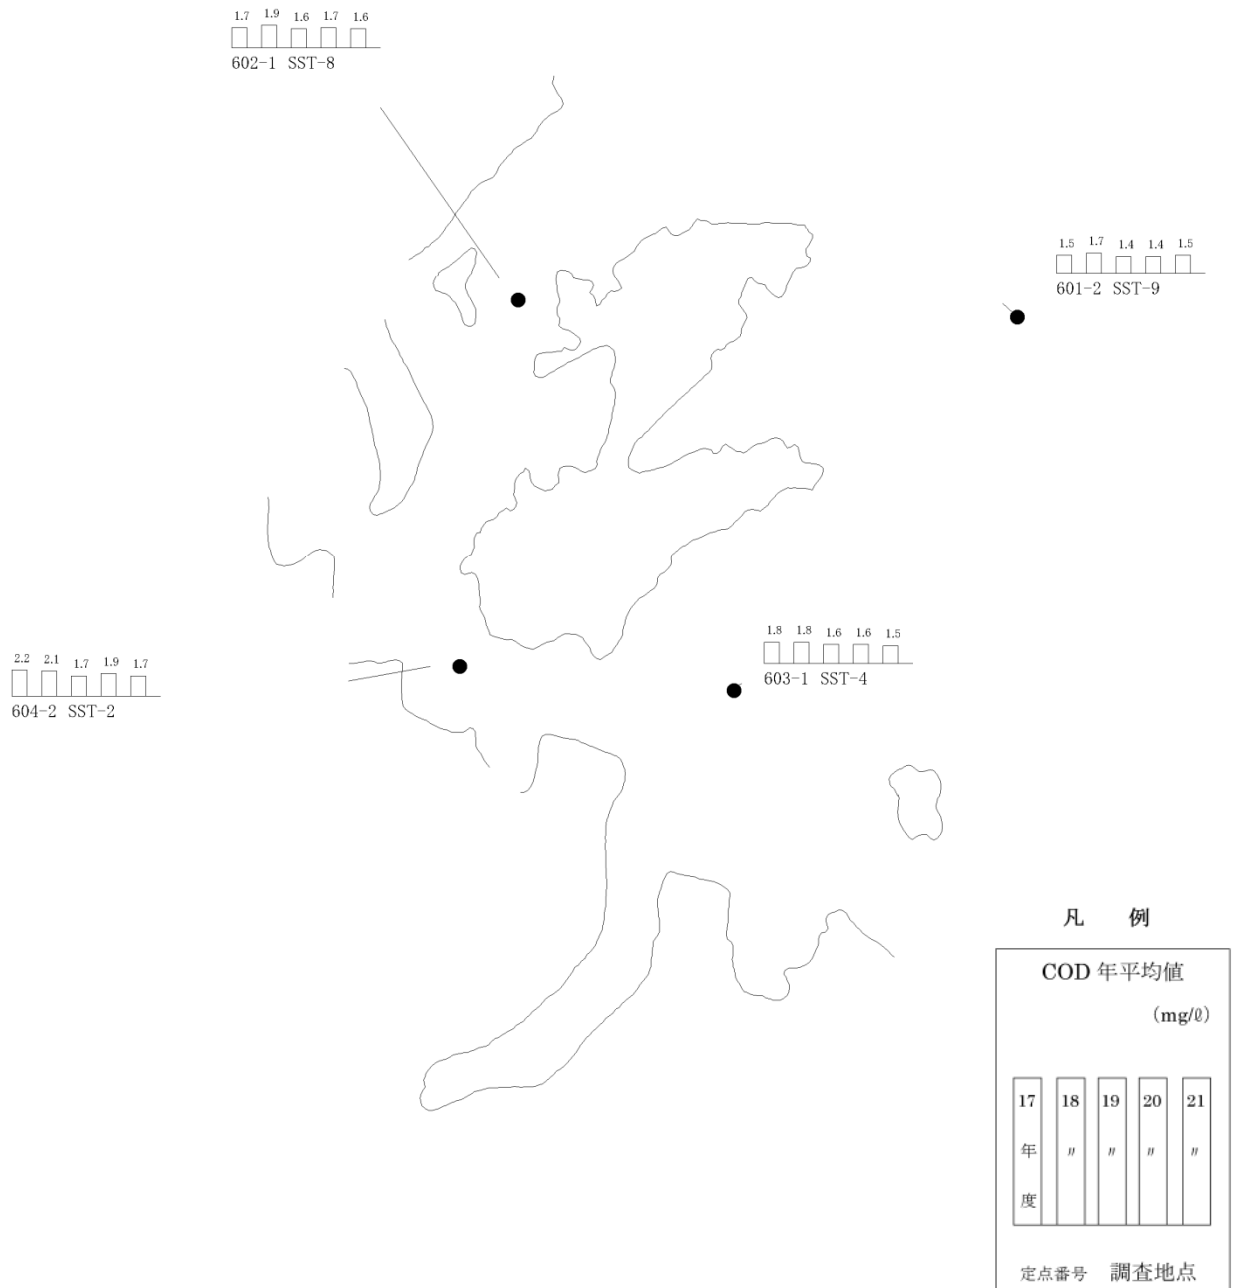 1.7 1.9 1.6 1.7 1.6
602-1 SST-8
1.5 1.7 1.4 1.4 1.5
601-2 SST-9
1.8 1.8 1.6 1.6 1.5
603-1 SST-4
2.2 2.1 1.7 1.9 1.7
604-2 SST-2
凡 例
COD 年平均値
(mg/ℓ)
17 18 19 20 21
年 〃 〃 〃 〃
度
定点番号 調査地点